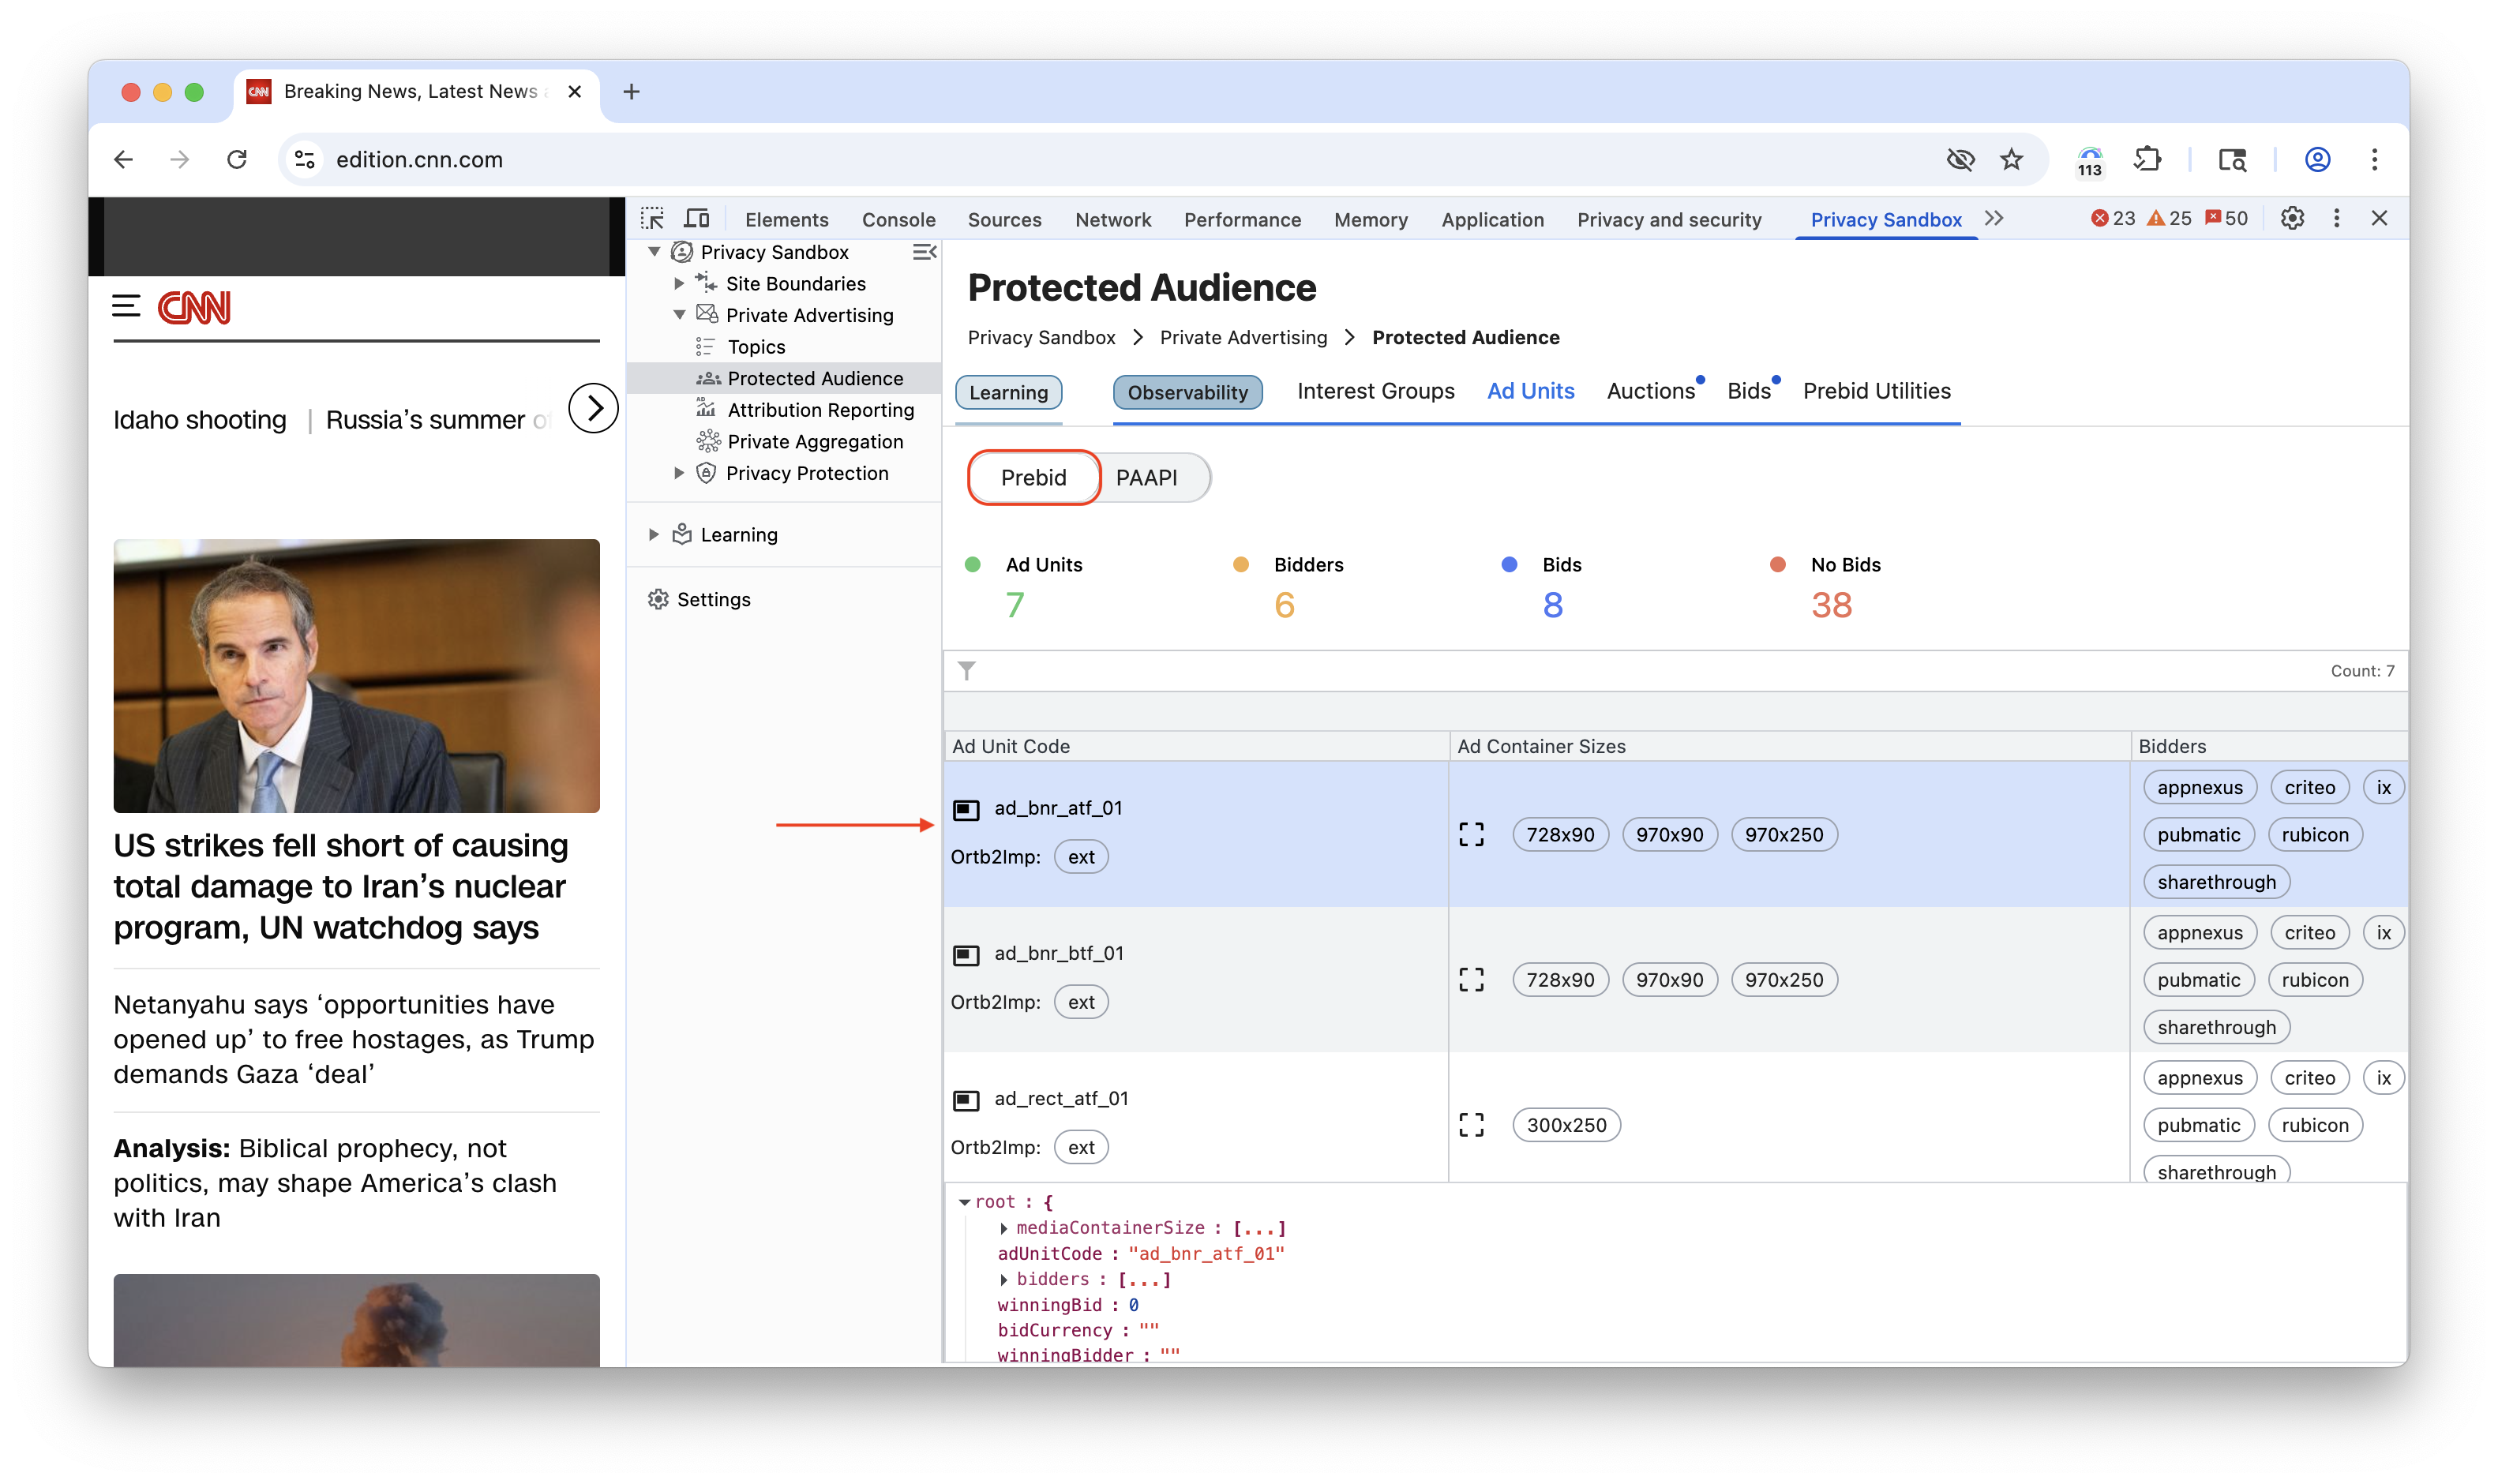 CNN Breaking News, Latest News
edition.cnn.com
113
Elements Console Sources Network Performance Memory Application Privacy and security Privacy Sandbox 23 25 50
CNN
Idaho shooting | Russia’s summer
US strikes fell short of causing
total damage to Iran’s nuclear
program, UN watchdog says
Netanyahu says ‘opportunities have
opened up’ to free hostages, as Trump
demands Gaza ‘deal’
Analysis: Biblical prophecy, not
politics, may shape America’s clash
with Iran
Privacy Sandbox
Site Boundaries
Private Advertising
Topics
Protected Audience
Attribution Reporting
Private Aggregation
Privacy Protection
Learning
Settings
Protected Audience
Privacy Sandbox > Private Advertising > Protected Audience
Learning Observability Interest Groups Ad Units Auctions Bids Prebid Utilities
Prebid PAAPI
Ad Units Bidders Bids No Bids
7 6 8 38
Count: 7
Ad Unit Code Ad Container Sizes Bidders
ad_bnr_atf_01
Ortb2Imp: ext
728x90 970x90 970x250
appnexus criteo ix
pubmatic rubicon
sharethrough
ad_bnr_btf_01
Ortb2Imp: ext
728x90 970x90 970x250
appnexus criteo ix
pubmatic rubicon
sharethrough
ad_rect_atf_01
Ortb2Imp: ext
300x250
appnexus criteo ix
pubmatic rubicon
sharethrough
root : {
mediaContainerSize : [...]
adUnitCode : "ad_bnr_atf_01"
bidders : [...]
winningBid : 0
bidCurrency : ""
winningBidder : ""